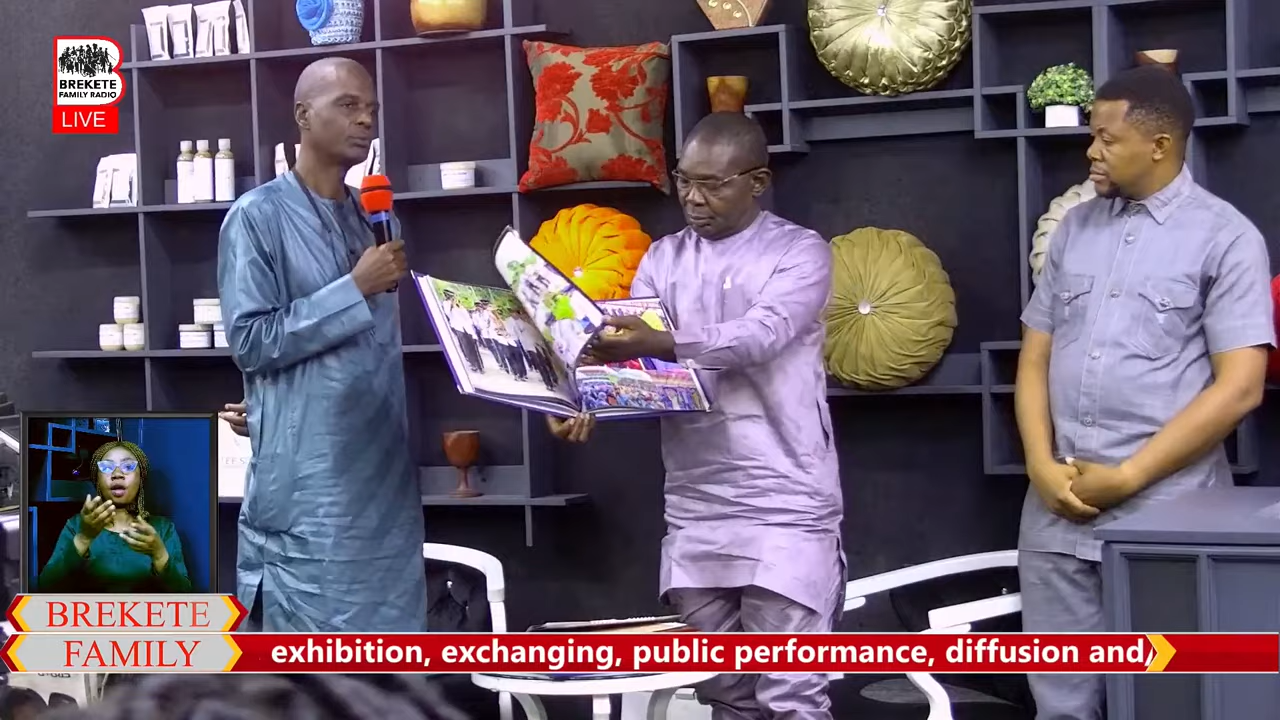 BREKETE
FAMILY RADIO
LIVE
BREKETE
FAMILY
exhibition, exchanging, public performance, diffusion and